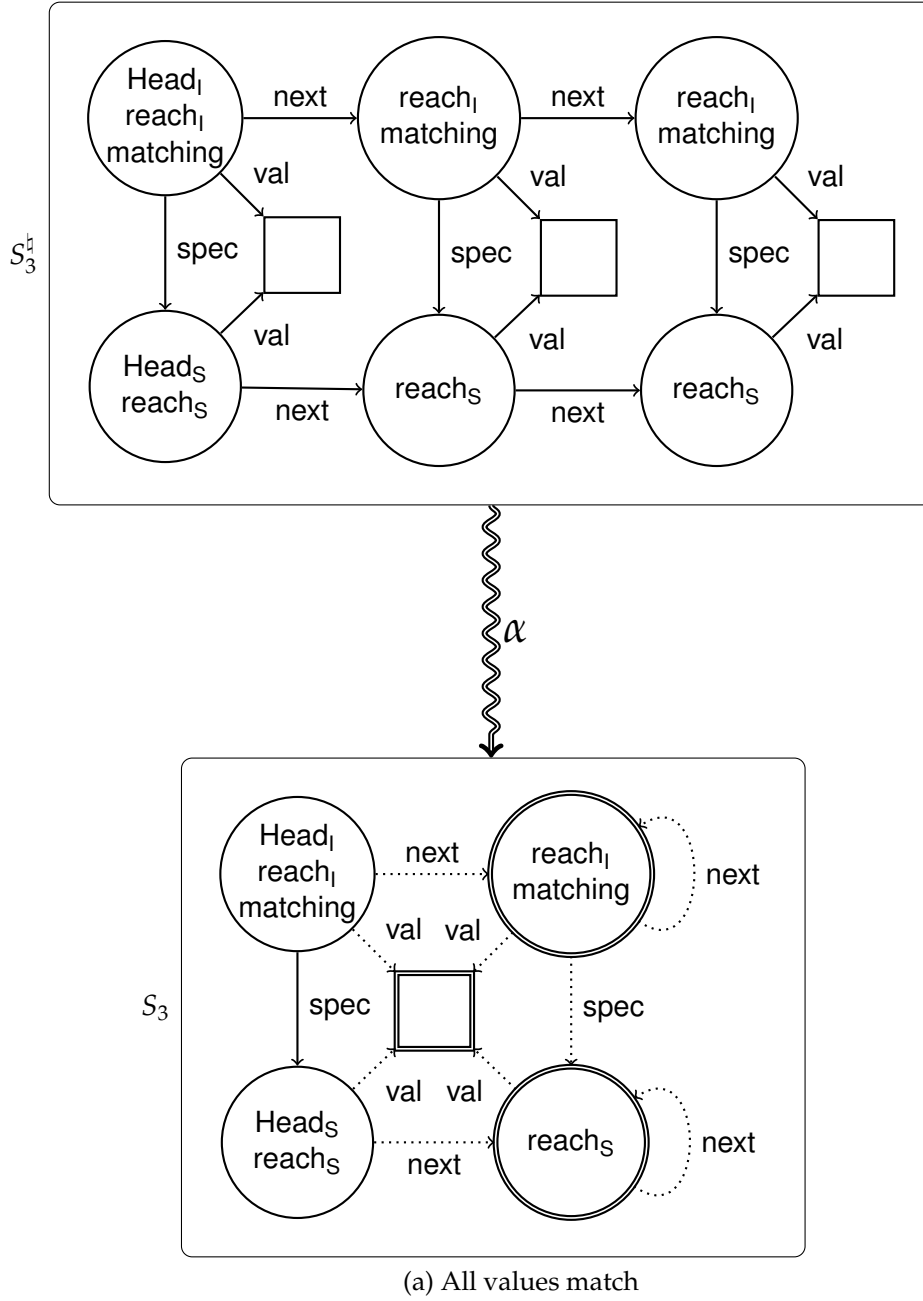 Head_I
reach_I
matching
next
reach_I
matching
next
reach_I
matching
val
val
val
S_3^♮
spec
spec
spec
val
val
val
Head_S
reach_S
next
reach_S
next
reach_S
α
Head_I
reach_I
matching
next
reach_I
matching
next
val
val
S_3
spec
spec
val
val
Head_S
reach_S
next
reach_S
next
(a) All values match